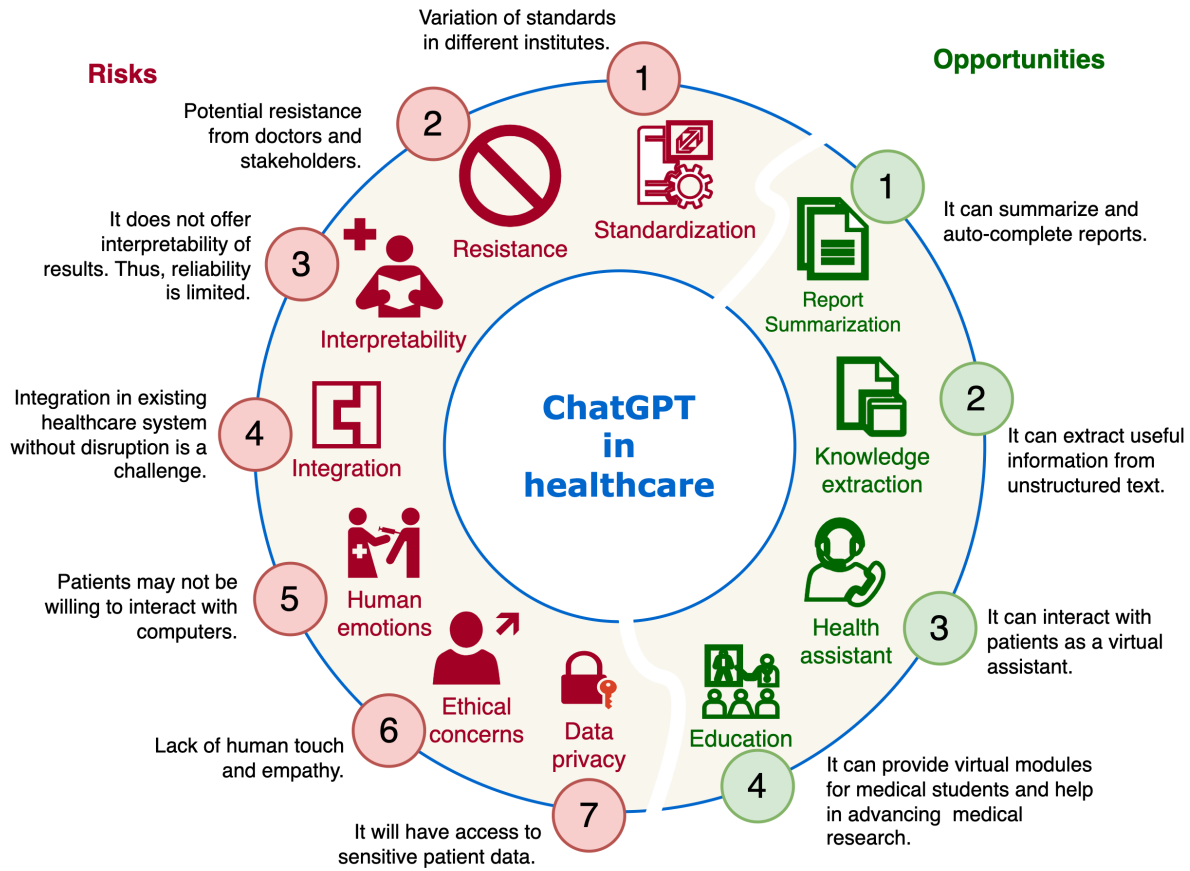 Risks
Opportunities
ChatGPT
in
healthcare
1
Variation of standards
in different institutes.
Standardization
2
Potential resistance
from doctors and
stakeholders.
Resistance
3
It does not offer
interpretability of
results. Thus, reliability
is limited.
Interpretability
4
Integration in existing
healthcare system
without disruption is a
challenge.
Integration
5
Patients may not be
willing to interact with
computers.
Human
emotions
6
Lack of human touch
and empathy.
Ethical
concerns
7
It will have access to
sensitive patient data.
Data
privacy
1
It can summarize and
auto-complete reports.
Report
Summarization
2
It can extract useful
information from
unstructured text.
Knowledge
extraction
3
It can interact with
patients as a virtual
assistant.
Health
assistant
4
It can provide virtual modules
for medical students and help
in advancing  medical
research.
Education